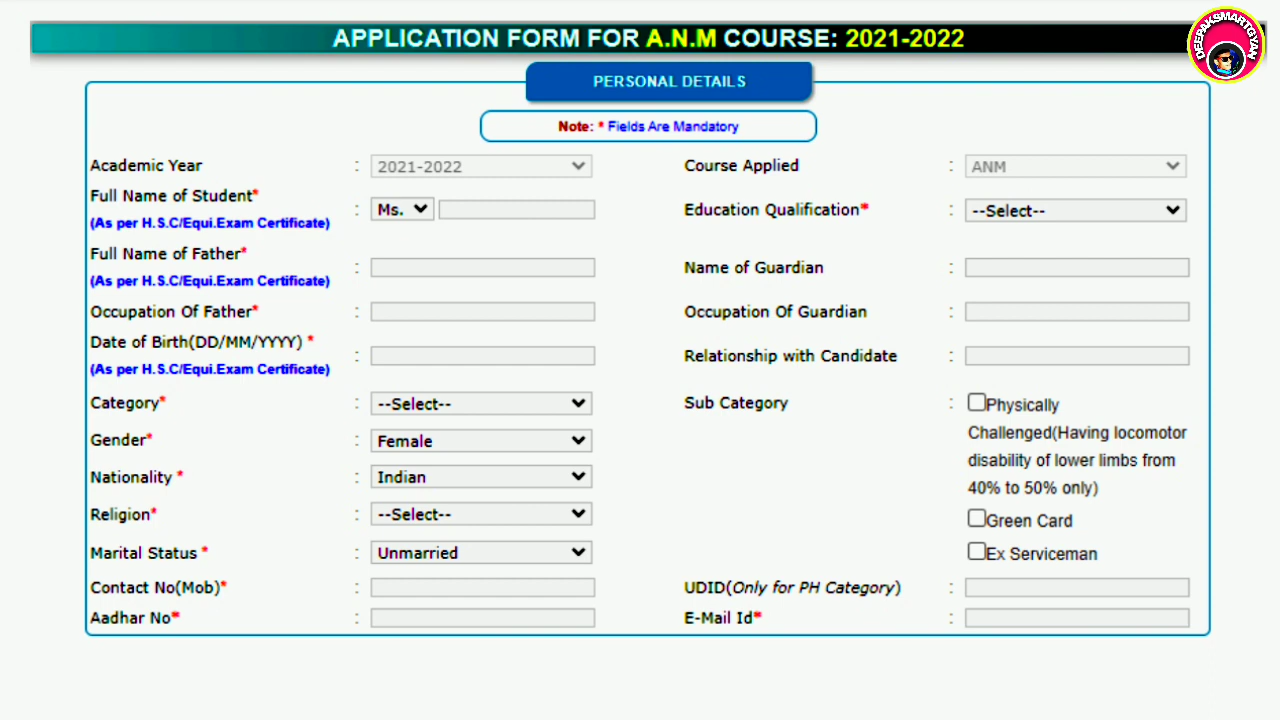 APPLICATION FORM FOR A.N.M COURSE: 2021-2022
DEEPAKSMARTGYAN
PERSONAL DETAILS
Note: * Fields Are Mandatory
Academic Year : 2021-2022 Course Applied : ANM
Full Name of Student*
(As per H.S.C/Equi.Exam Certificate) : Ms. Education Qualification* : --Select--
Full Name of Father*
(As per H.S.C/Equi.Exam Certificate) : Name of Guardian :
Occupation Of Father* : Occupation Of Guardian :
Date of Birth(DD/MM/YYYY) *
(As per H.S.C/Equi.Exam Certificate) : Relationship with Candidate :
Category* : --Select-- Sub Category : Physically
Challenged(Having locomotor
disability of lower limbs from
40% to 50% only)
Green Card
Ex Serviceman
Gender* : Female
Nationality * : Indian
Religion* : --Select--
Marital Status * : Unmarried
Contact No(Mob)* : UDID(Only for PH Category) :
Aadhar No* : E-Mail Id* :